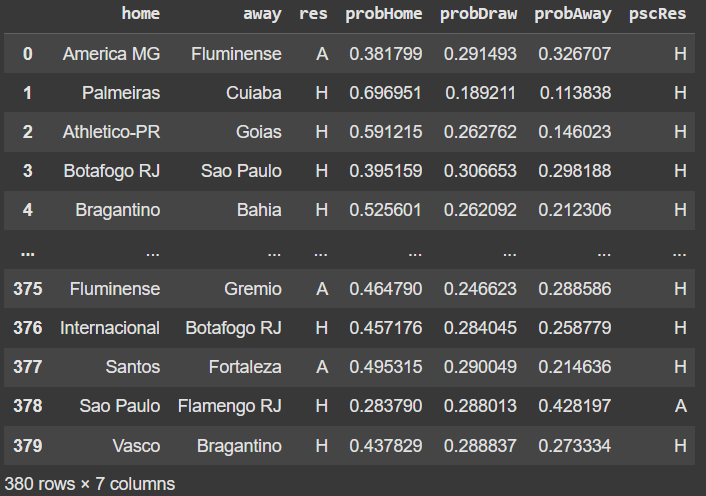 home away res probHome probDraw probAway pscRes
0 America MG Fluminense A 0.381799 0.291493 0.326707 H
1 Palmeiras Cuiaba H 0.696951 0.189211 0.113838 H
2 Athletico-PR Goias H 0.591215 0.262762 0.146023 H
3 Botafogo RJ Sao Paulo H 0.395159 0.306653 0.298188 H
4 Bragantino Bahia H 0.525601 0.262092 0.212306 H
... ... ... ... ... ... ... ...
375 Fluminense Gremio A 0.464790 0.246623 0.288586 H
376 Internacional Botafogo RJ H 0.457176 0.284045 0.258779 H
377 Santos Fortaleza A 0.495315 0.290049 0.214636 H
378 Sao Paulo Flamengo RJ H 0.283790 0.288013 0.428197 A
379 Vasco Bragantino H 0.437829 0.288837 0.273334 H
380 rows × 7 columns